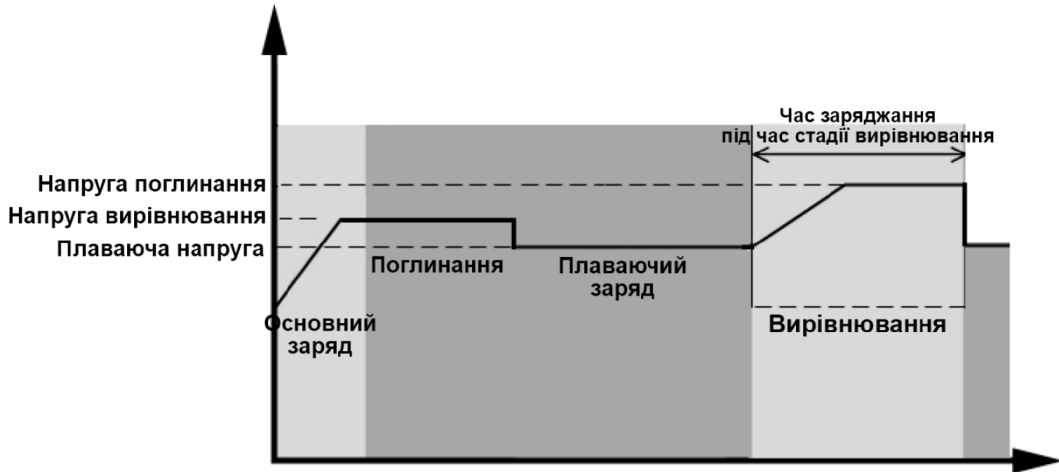 Час заряджання
під час стадії вирівнювання
Напруга поглинання
Напруга вирівнювання
Плаваюча напруга
Поглинання
Плаваючий
заряд
Основний
заряд
Вирівнювання